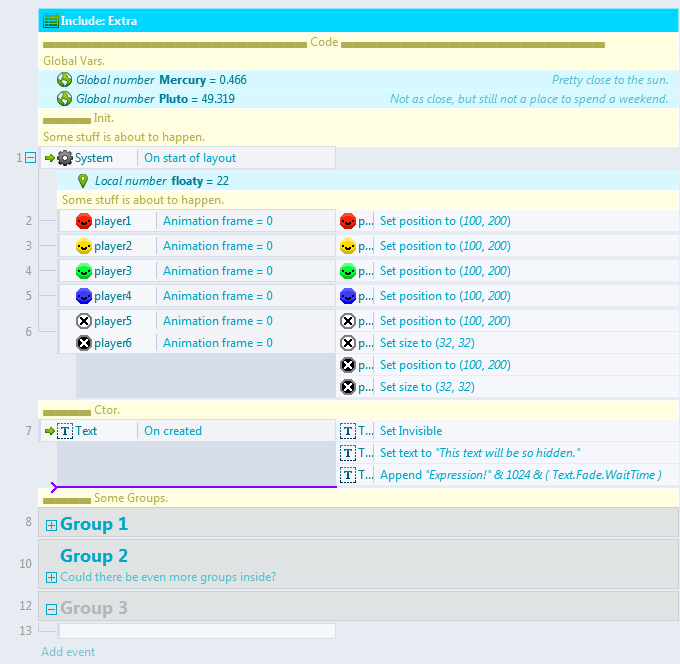 Include: Extra
Code
Global Vars.
Global number Mercury = 0.466 Pretty close to the sun.
Global number Pluto = 49.319 Not as close, but still not a place to spend a weekend.
Init.
Some stuff is about to happen.
1 System On start of layout
Local number floaty = 22
Some stuff is about to happen.
2 player1 Animation frame = 0 p... Set position to (100, 200)
3 player2 Animation frame = 0 p... Set position to (100, 200)
4 player3 Animation frame = 0 p... Set position to (100, 200)
5 player4 Animation frame = 0 p... Set position to (100, 200)
player5 Animation frame = 0 p... Set position to (100, 200)
6
player6 Animation frame = 0 p... Set size to (32, 32)
p... Set position to (100, 200)
p... Set size to (32, 32)
Ctor.
7 T Text On created T T... Set Invisible
T T... Set text to "This text will be so hidden."
T T... Append "Expression!" & 1024 & ( Text.Fade.WaitTime )
Some Groups.
8 Group 1
Group 2
10
Could there be even more groups inside?
12 Group 3
13
Add event